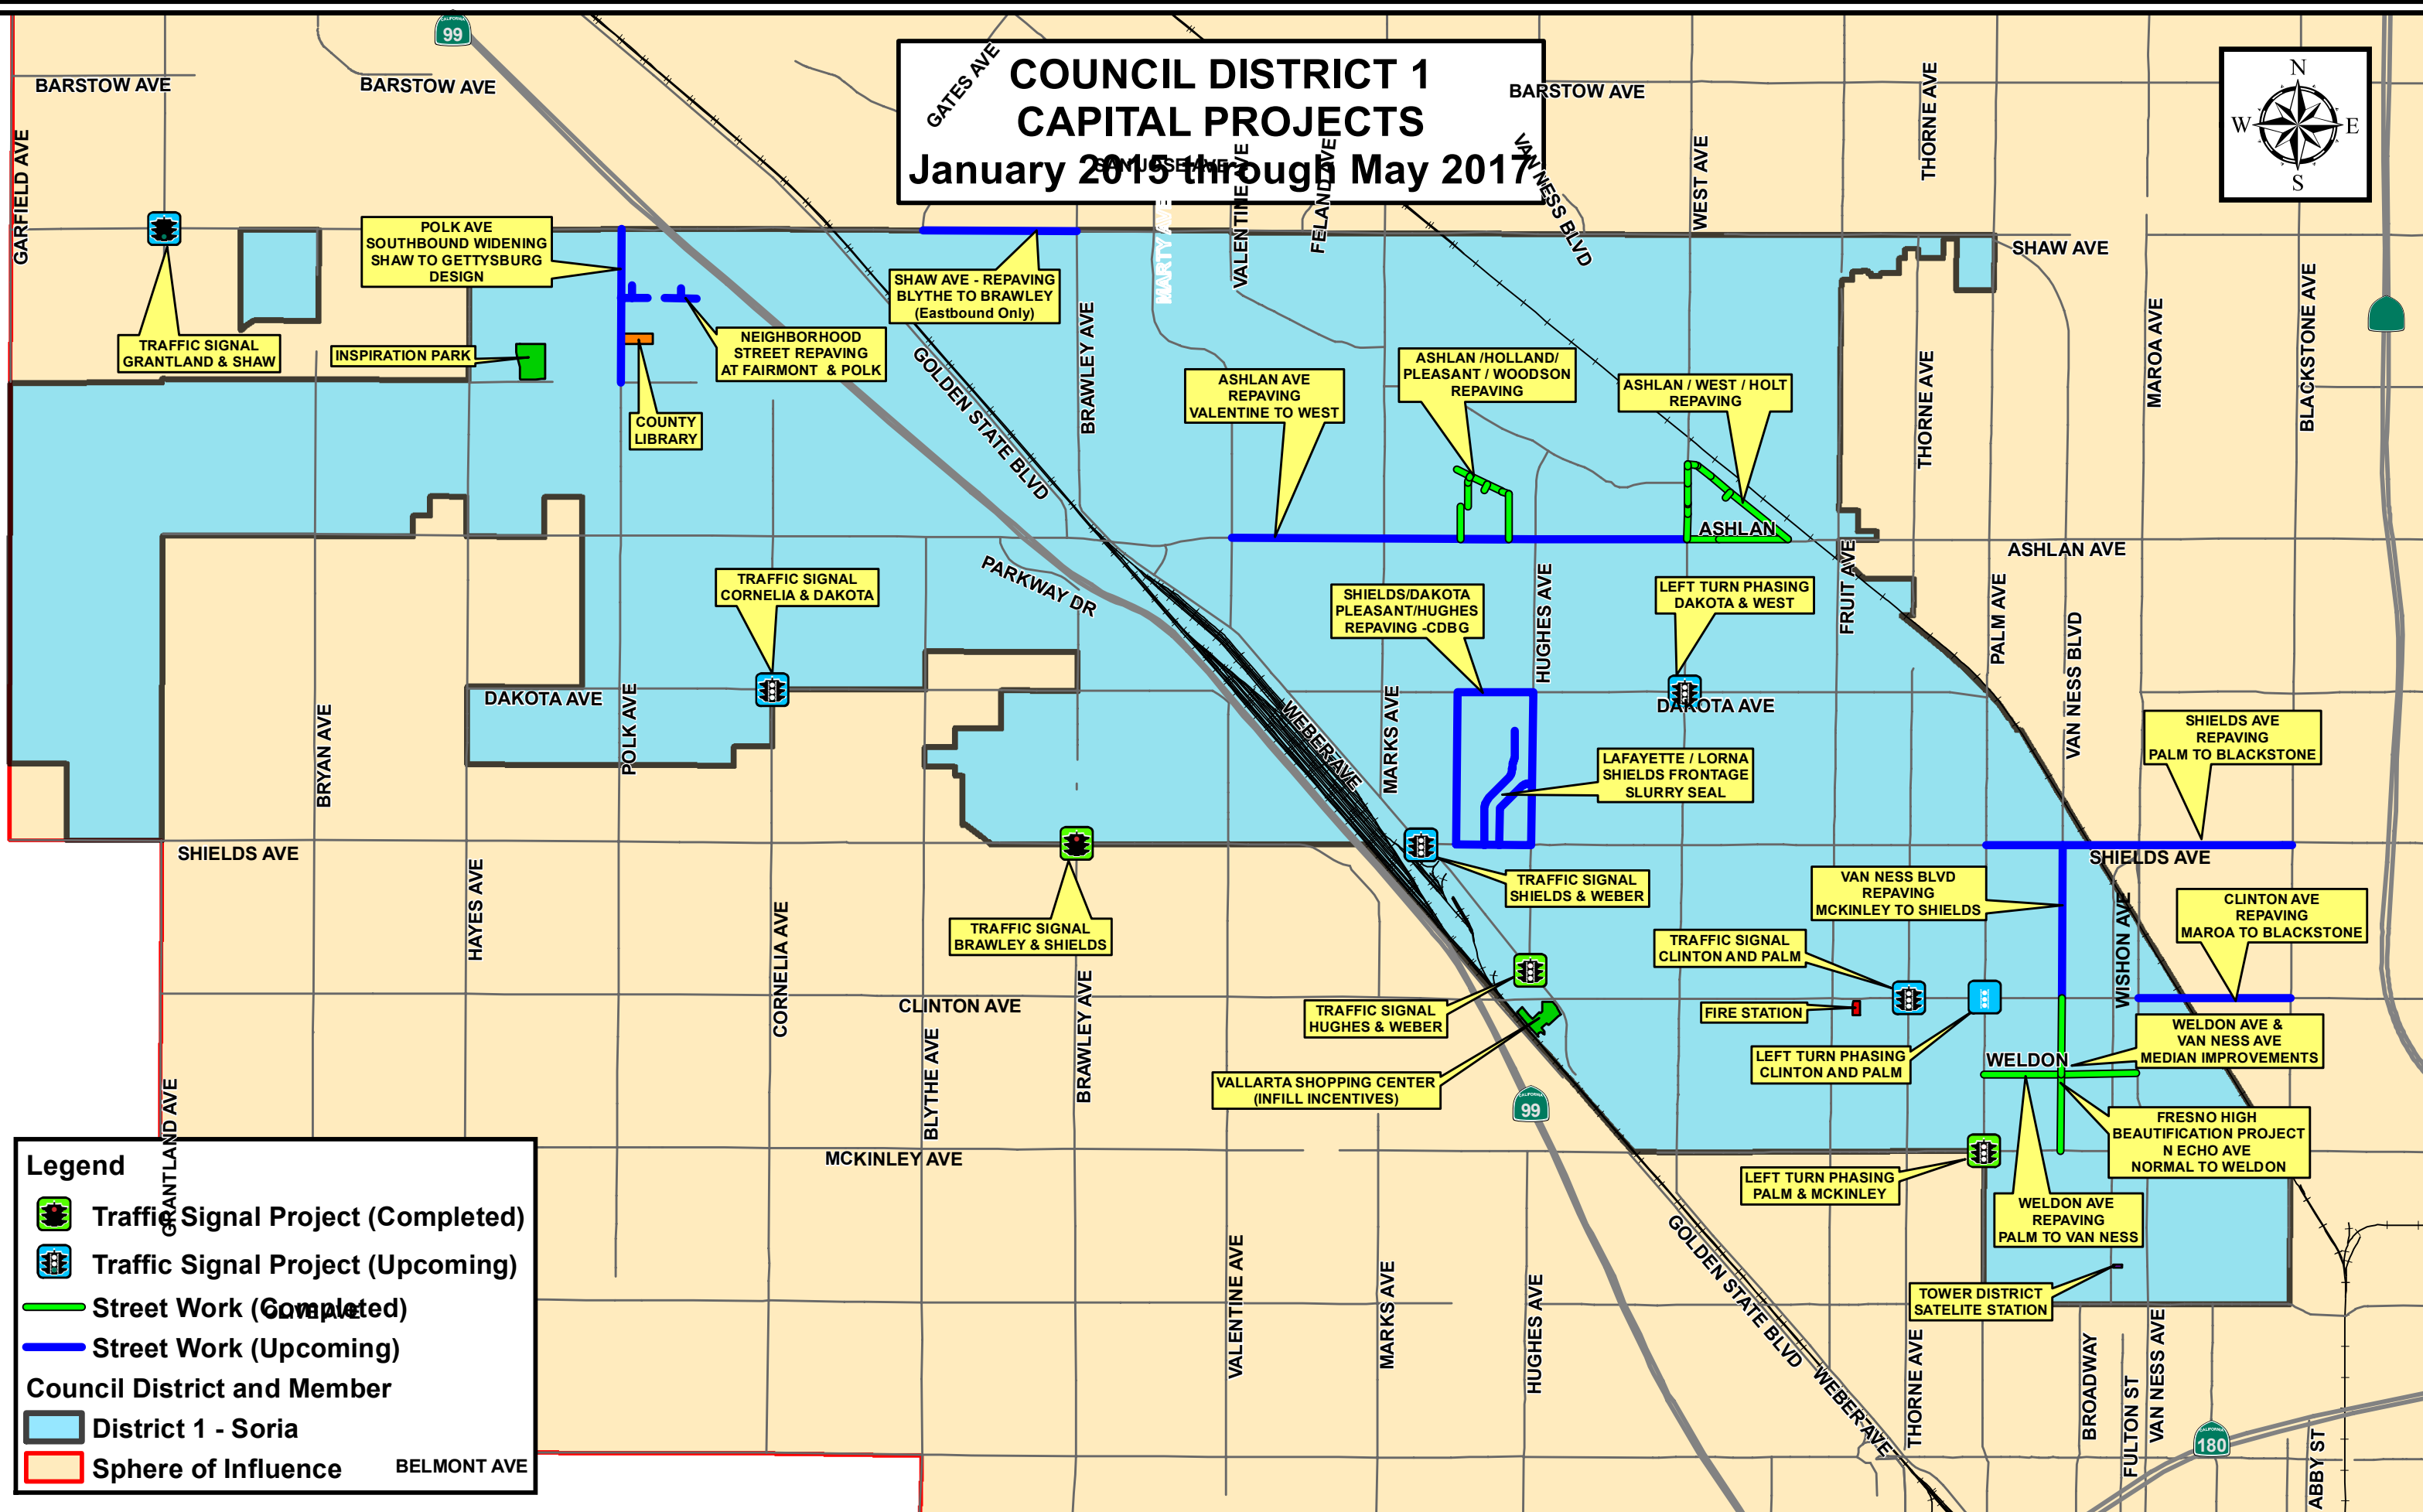 COUNCIL DISTRICT 1
CAPITAL PROJECTS
January 2015 through May 2017
99
BARSTOW AVE
BARSTOW AVE
GATES AVE
SAN JOSE AVE
BARSTOW AVE
THORNE AVE
N
W
E
S
GARFIELD AVE
MARTY AVE
VALENTINE AVE
FELAND AVE
VAN NESS BLVD
WEST AVE
SHAW AVE
POLK AVE
SOUTHBOUND WIDENING
SHAW TO GETTYSBURG
DESIGN
SHAW AVE - REPAVING
BLYTHE TO BRAWLEY
(Eastbound Only)
TRAFFIC SIGNAL
GRANTLAND & SHAW
INSPIRATION PARK
NEIGHBORHOOD
STREET REPAVING
AT FAIRMONT & POLK
COUNTY
LIBRARY
GOLDEN STATE BLVD
BRAWLEY AVE
ASHLAN AVE
REPAVING
VALENTINE TO WEST
ASHLAN /HOLLAND/
PLEASANT / WOODSON
REPAVING
ASHLAN / WEST / HOLT
REPAVING
THORNE AVE
MAROA AVE
BLACKSTONE AVE
ASHLAN
ASHLAN AVE
PARKWAY DR
TRAFFIC SIGNAL
CORNELIA & DAKOTA
SHIELDS/DAKOTA
PLEASANT/HUGHES
REPAVING -CDBG
HUGHES AVE
LEFT TURN PHASING
DAKOTA & WEST
FRUIT AVE
PALM AVE
VAN NESS BLVD
DAKOTA AVE
POLK AVE
BRYAN AVE
WEBER AVE
MARKS AVE
DAKOTA AVE
SHIELDS AVE
REPAVING
PALM TO BLACKSTONE
LAFAYETTE / LORNA
SHIELDS FRONTAGE
SLURRY SEAL
SHIELDS AVE
SHIELDS AVE
HAYES AVE
CORNELIA AVE
TRAFFIC SIGNAL
BRAWLEY & SHIELDS
TRAFFIC SIGNAL
SHIELDS & WEBER
VAN NESS BLVD
REPAVING
MCKINLEY TO SHIELDS
WISHON AVE
CLINTON AVE
REPAVING
MAROA TO BLACKSTONE
TRAFFIC SIGNAL
CLINTON AND PALM
CLINTON AVE
BRAWLEY AVE
BLYTHE AVE
TRAFFIC SIGNAL
HUGHES & WEBER
FIRE STATION
LEFT TURN PHASING
CLINTON AND PALM
WELDON
WELDON AVE &
VAN NESS AVE
MEDIAN IMPROVEMENTS
VALLARTA SHOPPING CENTER
(INFILL INCENTIVES)
99
FRESNO HIGH
BEAUTIFICATION PROJECT
N ECHO AVE
NORMAL TO WELDON
MCKINLEY AVE
LEFT TURN PHASING
PALM & MCKINLEY
WELDON AVE
REPAVING
PALM TO VAN NESS
TOWER DISTRICT
SATELITE STATION
GRANTLAND AVE
VALENTINE AVE
MARKS AVE
HUGHES AVE
GOLDEN STATE BLVD
WEBER AVE
THORNE AVE
BROADWAY
FULTON ST
VAN NESS AVE
180
ABBY ST
Legend
Traffic Signal Project (Completed)
Traffic Signal Project (Upcoming)
Street Work (Completed)
OLIVE AVE
Street Work (Upcoming)
Council District and Member
District 1 - Soria
Sphere of Influence
BELMONT AVE